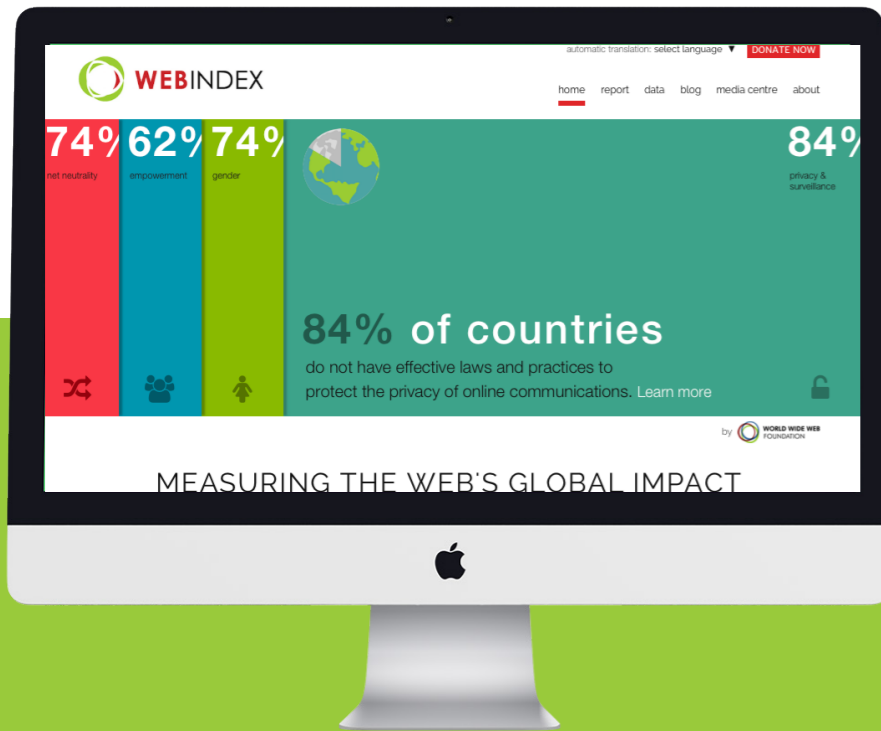 automatic translation: select language ▼ DONATE NOW
WEBINDEX
home report data blog media centre about
74%
net neutrality
62%
empowerment
74%
gender
84%
privacy &
surveillance
84% of countries
do not have effective laws and practices to
protect the privacy of online communications. Learn more
by WORLD WIDE WEB
FOUNDATION
MEASURING THE WEB'S GLOBAL IMPACT